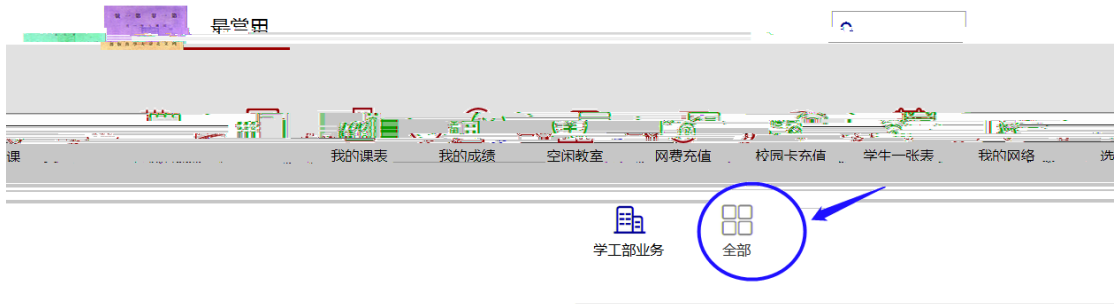 最常用
课 我的课表 我的成绩 空闲教室 网费充值 校园卡充值 学生一张表 我的网络 选
学工部业务 全部